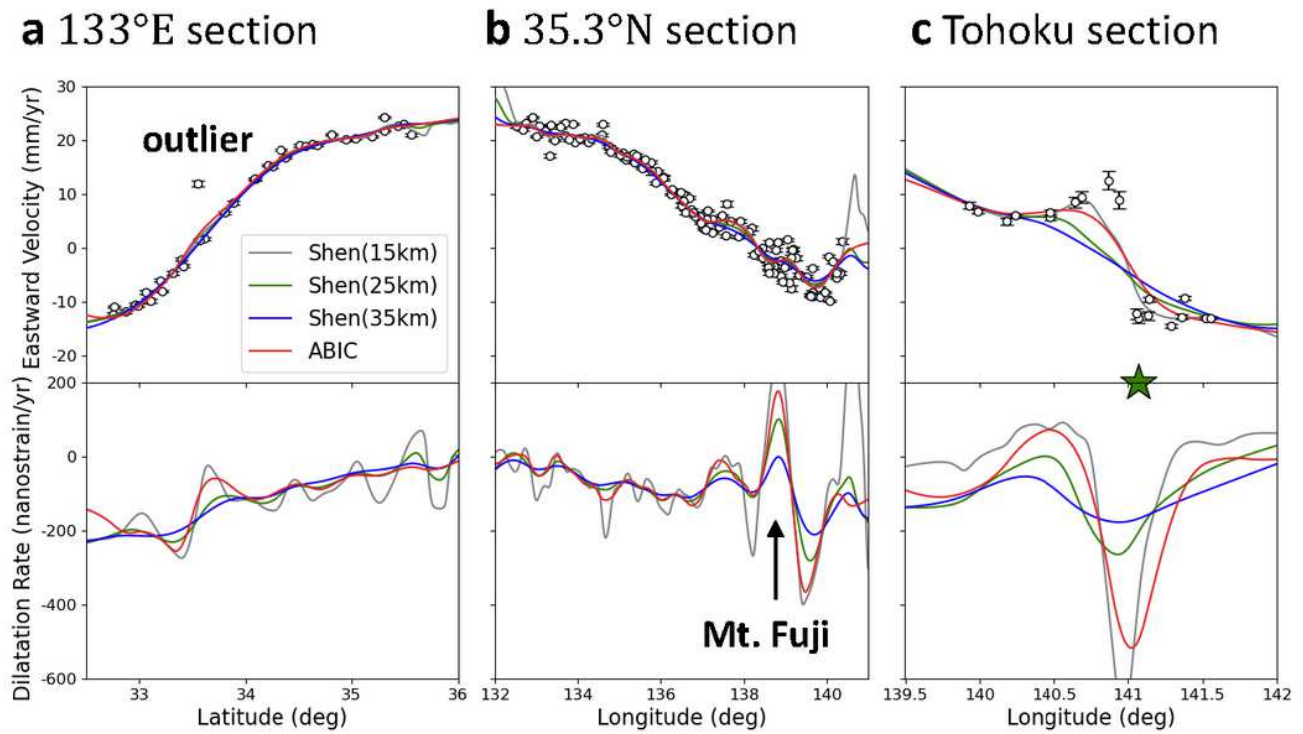 a 133°E section
b 35.3°N section
c Tohoku section
Eastward Velocity (mm/yr)
30
20
10
0
-10
-20
outlier
Shen(15km)
Shen(25km)
Shen(35km)
ABIC
Dilatation Rate (nanostrain/yr)
200
0
-200
-400
-600
Mt. Fuji
33 34 35 36
Latitude (deg)
132 134 136 138 140
Longitude (deg)
139.5 140 140.5 141 141.5 142
Longitude (deg)